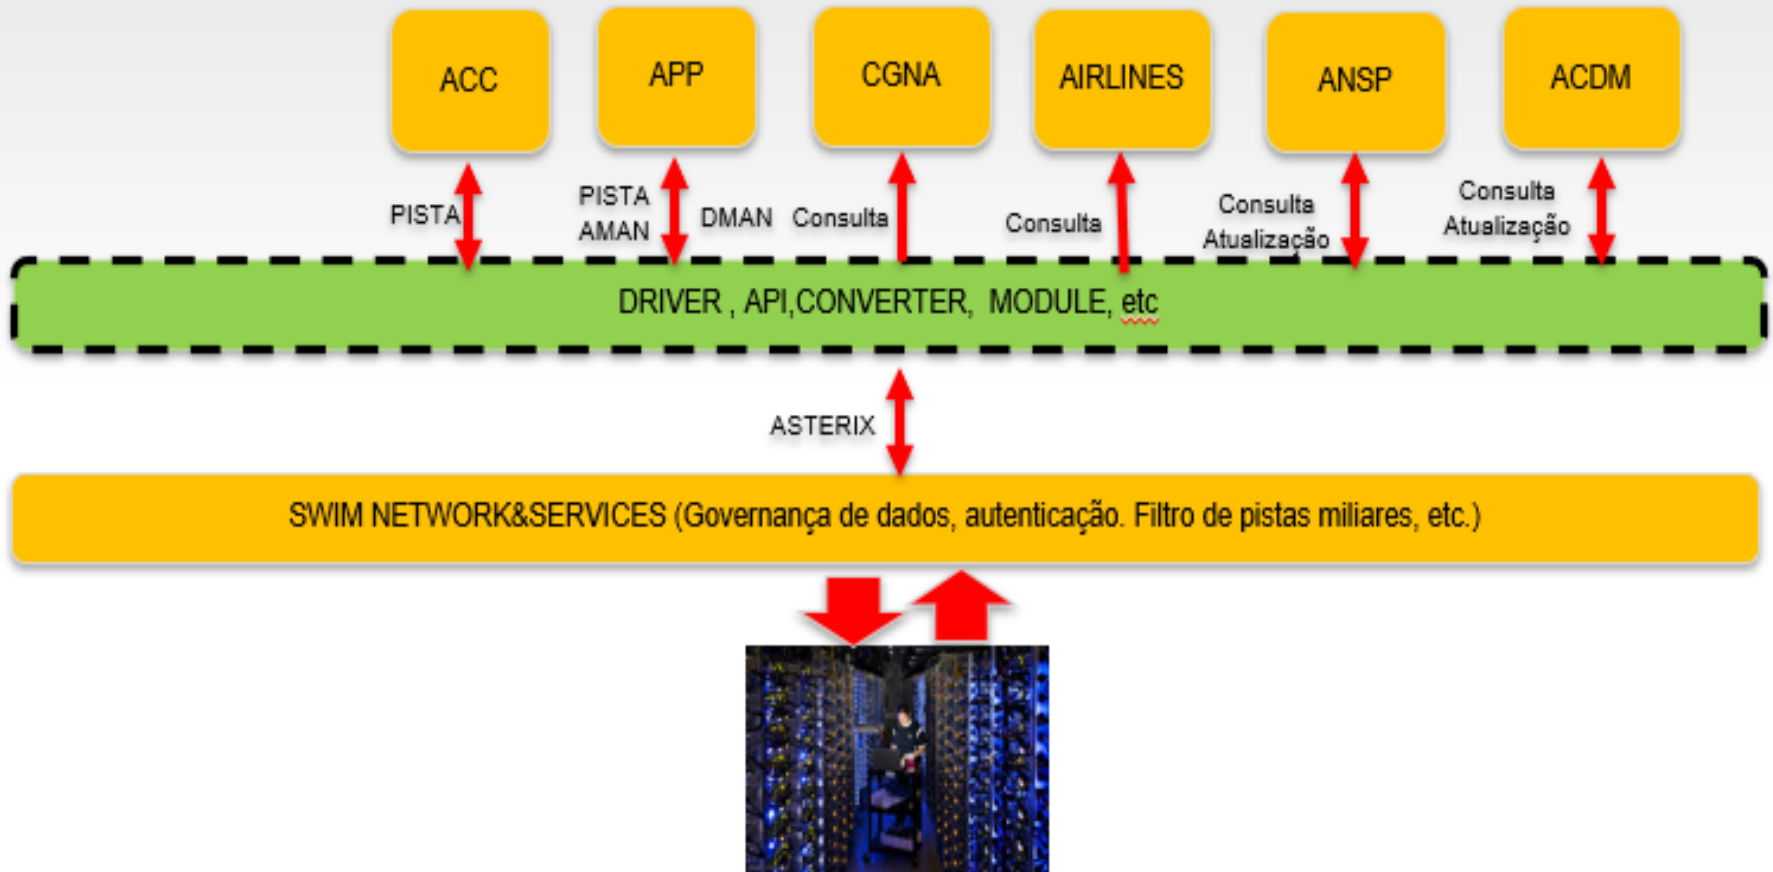 ACC
APP
CGNA
AIRLINES
ANSP
ACDM
PISTA
PISTA
AMAN
DMAN
Consulta
Consulta
Consulta
Atualização
Consulta
Atualização
DRIVER , API,CONVERTER, MODULE, etc
ASTERIX
SWIM NETWORK&SERVICES (Governança de dados, autenticação. Filtro de pistas miliares, etc.)